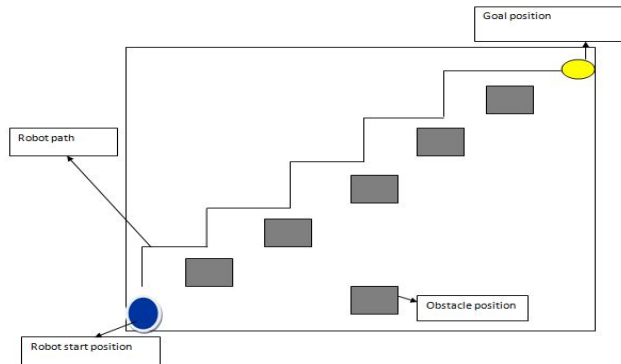 Goal position
Robot path
Obstacle position
Robot start position